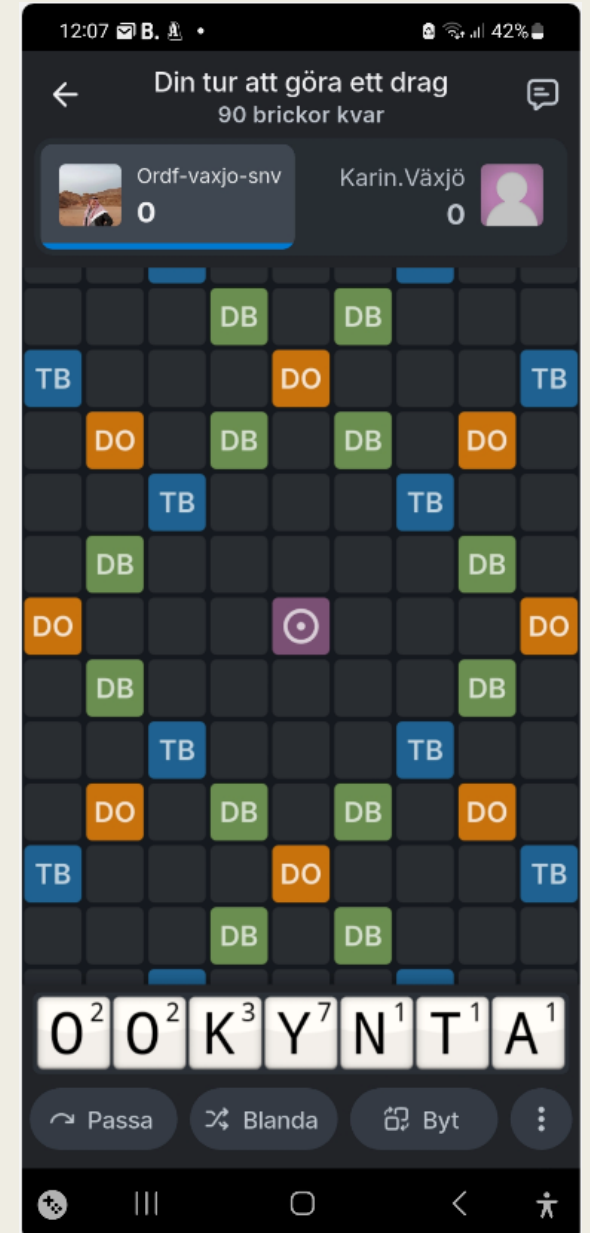 12:07 B. 42%
Din tur att göra ett drag
90 brickor kvar
Ordf-vaxjo-snv
0
Karin.Växjö
0
DB DB
TB DO TB
DO DB DB DO
TB TB
DB DB
DO DO
DB DB
TB TB
DO DB DB DO
TB DO TB
DB DB
O2 O2 K3 Y7 N1 T1 A1
Passa Blanda Byt